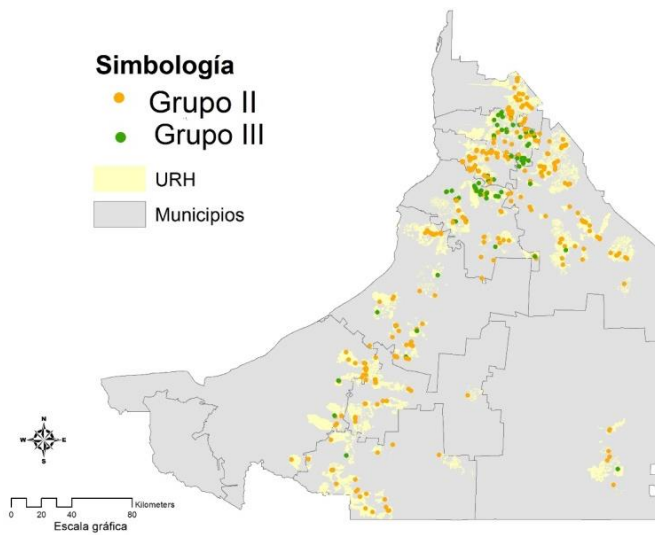 Simbología
Grupo II
Grupo III
URH
Municipios
N
W E
S
Kilometers
0 20 40 80
Escala gráfica